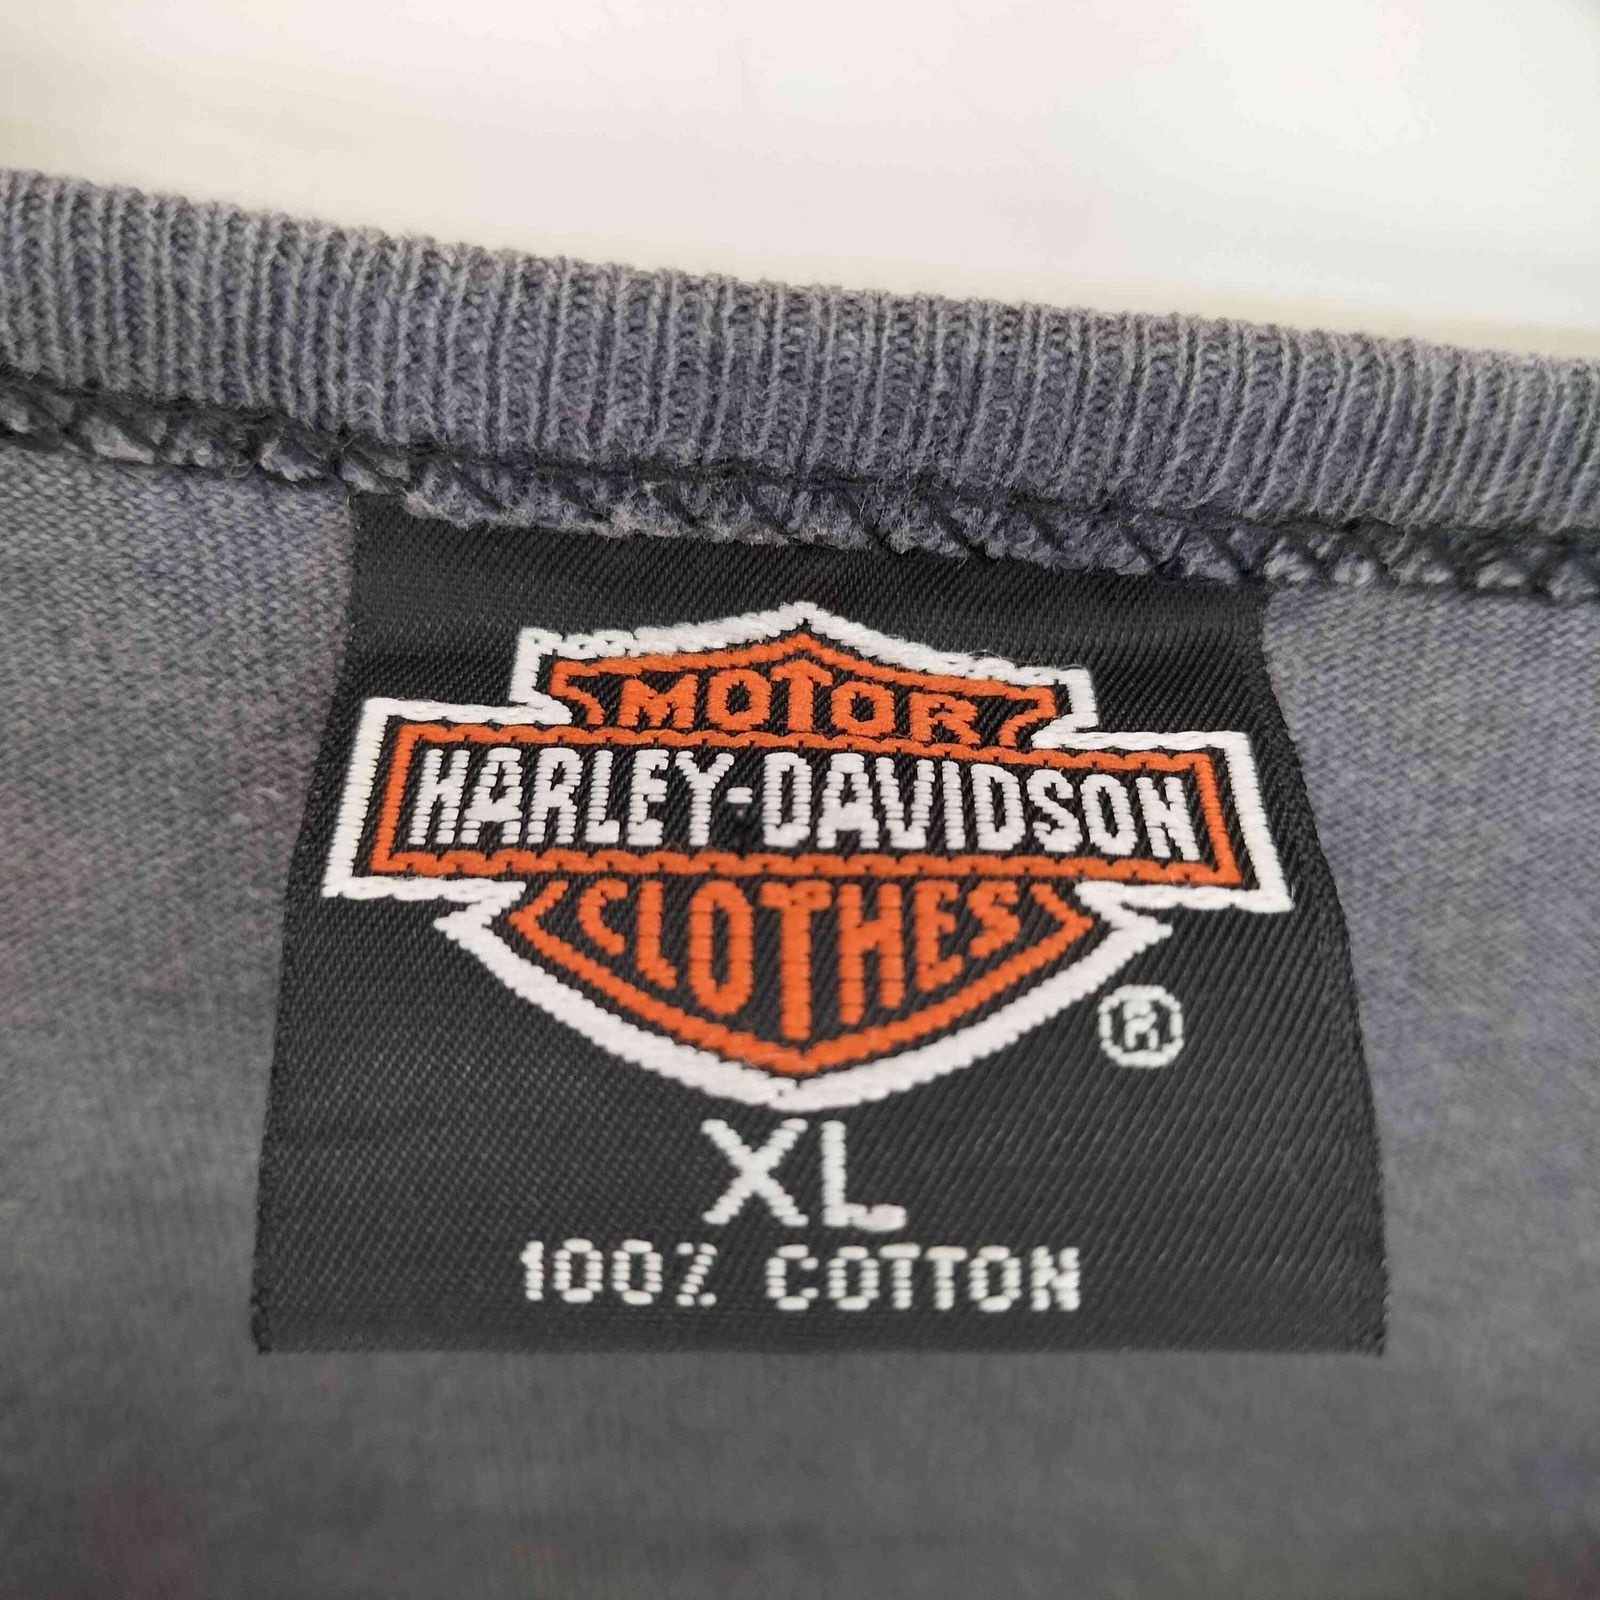 MOTOR
HARLEY-DAVIDSON
CLOTHES
®
XL
100% COTTON